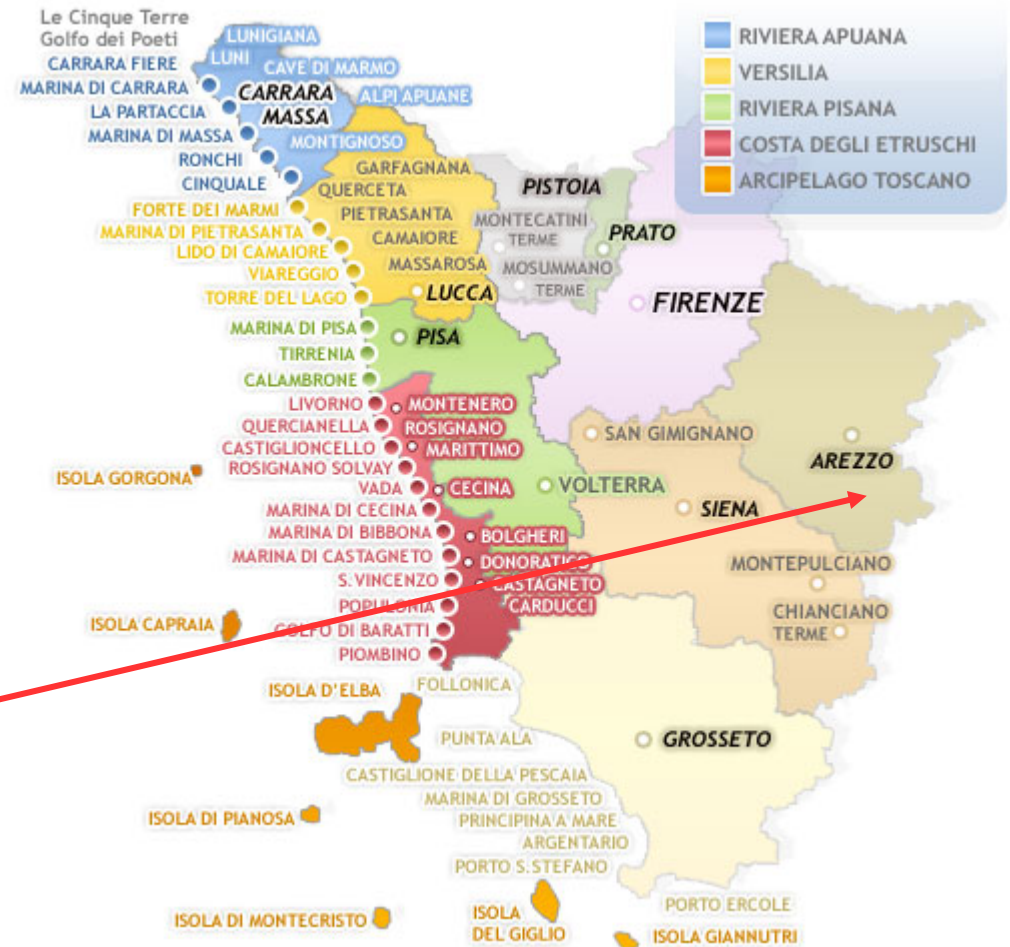 Le Cinque Terre
Golfo dei Poeti
CARRARA FIERE
MARINA DI CARRARA
LA PARTACCIA
MARINA DI MASSA
RONCHI
CINQUALE
FORTE DEI MARMI
MARINA DI PIETRASANTA
LIDO DI CAMAIORE
VIAREGGIO
TORRE DEL LAGO
MARINA DI PISA
TIRRENIA
CALAMBRONE
LIVORNO
QUERCIANELLA
CASTIGLIONCELLO
ROSIGNANO SOLVAY
VADA
MARINA DI CECINA
MARINA DI BIBBONA
MARINA DI CASTAGNETO
S.VINCENZO
POPULONIA
GOLFO DI BARATTI
PIOMBINO
LUNIGIANA
LUNI
CAVE DI MARMO
CARRARA
MASSA
ALPI APUANE
MONTIGNOSO
GARFAGNANA
QUERCETA
PIETRASANTA
CAMAIORE
MASSAROSA
LUCCA
PISTOIA
MONTECATINI
TERME
MOSUMMANO
TERME
PRATO
FIRENZE
PISA
MONTENERO
ROSIGNANO
MARITTIMO
CECINA
VOLTERRA
BOLGHERI
DONORATICO
CASTAGNETO
CARDUCCI
SAN GIMIGNANO
SIENA
AREZZO
MONTEPULCIANO
CHIANCIANO
TERME
GROSSETO
FOLLONICA
PUNTA ALA
CASTIGLIONE DELLA PESCAIA
MARINA DI GROSSETO
PRINCIPINA A MARE
ARGENTARIO
PORTO S.STEFANO
PORTO ERCOLE
ISOLA GORGONA
ISOLA CAPRAIA
ISOLA D'ELBA
ISOLA DI PIANOSA
ISOLA DI MONTECRISTO
ISOLA
DEL GIGLIO
ISOLA GIANNUTRI
RIVIERA APUANA
VERSILIA
RIVIERA PISANA
COSTA DEGLI ETRUSCHI
ARCIPELAGO TOSCANO